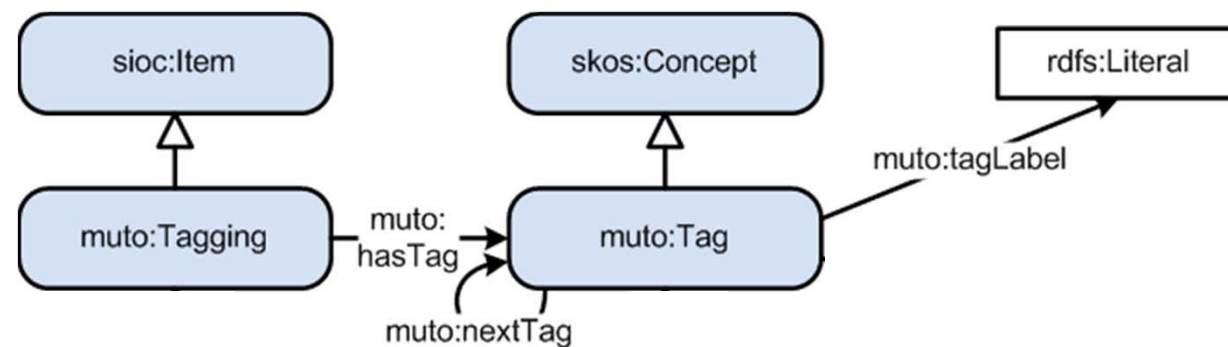 sioc:Item
skos:Concept
rdfs:Literal
muto:tagLabel
muto:Tagging
muto:
hasTag
muto:Tag
muto:nextTag